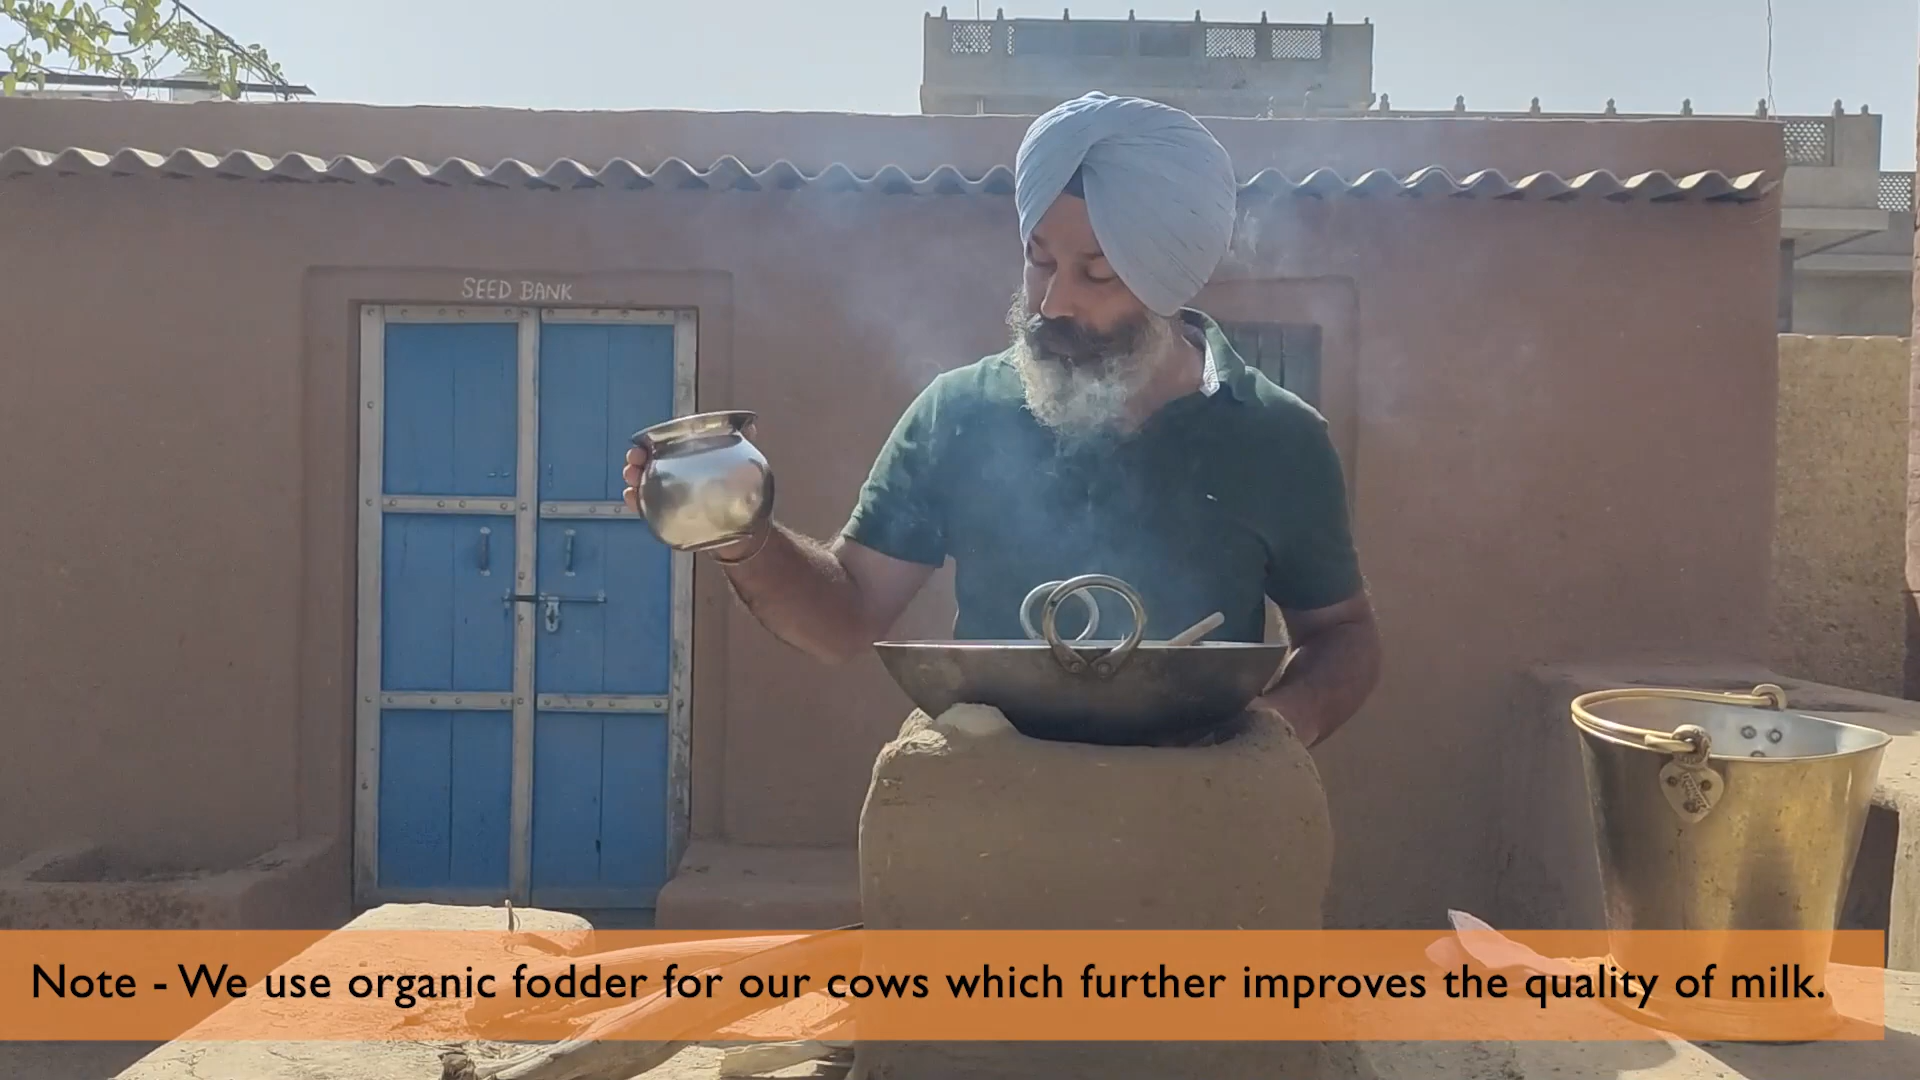 SEED BANK
Note - We use organic fodder for our cows which further improves the quality of milk.